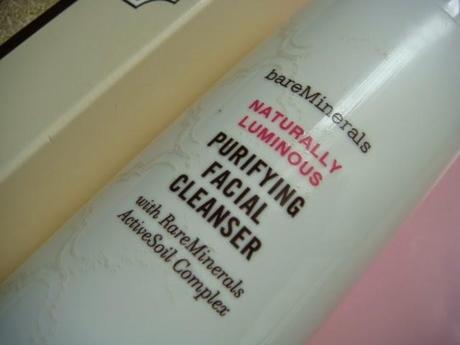 bareMinerals
NATURALLY
LUMINOUS
PURIFYING
FACIAL
CLEANSER
with RareMinerals
ActiveSoil Complex